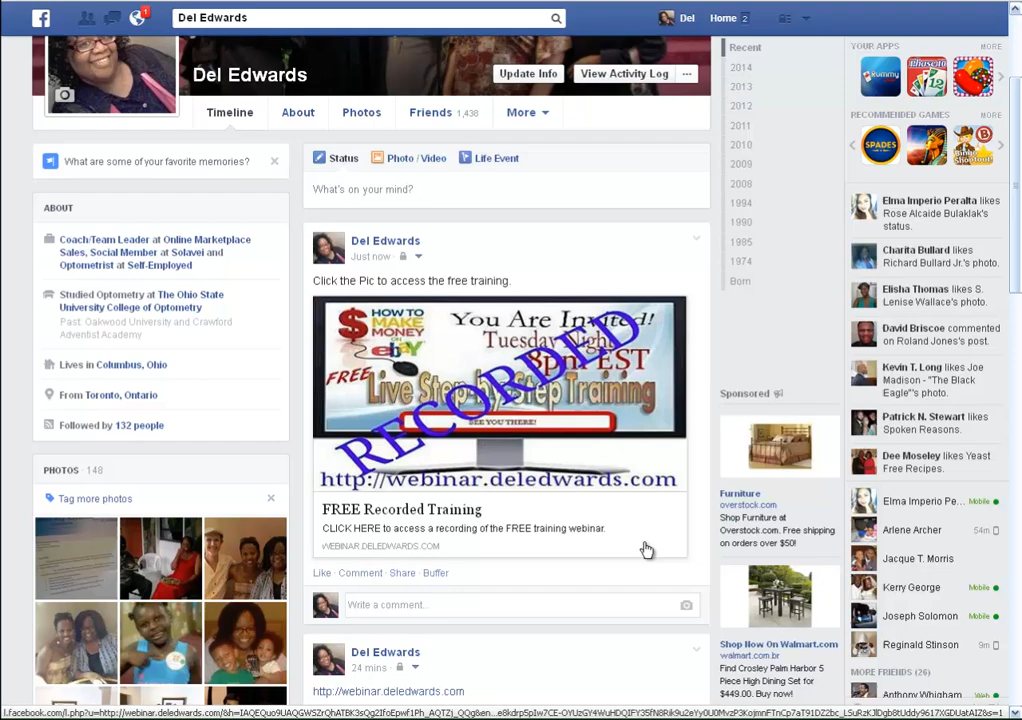 1
Del Edwards
Del
Home 2
Del Edwards
Update Info
View Activity Log
...
Timeline
About
Photos
Friends 1,438
More
What are some of your favorite memories?
ABOUT
Coach/Team Leader at Online Marketplace
Sales, Social Member at Solavei and
Optometrist at Self-Employed
Studied Optometry at The Ohio State
University College of Optometry
Past: Oakwood University and Crawford
Adventist Academy
Lives in Columbus, Ohio
From Toronto, Ontario
Followed by 132 people
PHOTOS 148
Tag more photos
Status
Photo / Video
Life Event
What's on your mind?
Del Edwards
Just now ·
Click the Pic to access the free training.
$ HOW TO
MAKE
MONEY
ON
ebay
You Are Invited!
Tuesday Night
8pm EST
FREE Live Step-by-Step Training
SEE YOU THERE!
RECORDED
http://webinar.deledwards.com
FREE Recorded Training
CLICK HERE to access a recording of the FREE training webinar.
WEBINAR.DELEDWARDS.COM
Like · Comment · Share · Buffer
Write a comment...
Del Edwards
24 mins ·
http://webinar.deledwards.com
Recent
2014
2013
2012
2011
2010
2009
2008
1994
1990
1985
1974
Born
Sponsored
Furniture
overstock.com
Shop Furniture at
Overstock.com. Free shipping
on orders over $50!
Shop Now On Walmart.com
walmart.com.br
Find Crosley Palm Harbor 5
Piece High Dining Set for
$449.00. Buy now!
YOUR APPS MORE
Rummy
Phase 10
RECOMMENDED GAMES MORE
SPADES
Elma Imperio Peralta likes
Rose Alcaide Bulaklak's
status.
Charita Bullard likes
Richard Bullard Jr.'s photo.
Elisha Thomas likes S.
Lenise Wallace's photo.
David Briscoe commented
on Roland Jones's post.
Kevin T. Long likes Joe
Madison - "The Black
Eagle"'s photo.
Patrick N. Stewart likes
Spoken Reasons.
Dee Moseley likes Yeast
Free Recipes.
Elma Imperio Pe... Mobile
Arlene Archer 54m
Jacque T. Morris
Kerry George Mobile
Joseph Solomon Mobile
Reginald Stinson 9m
MORE FRIENDS (26)
Anthony Whigham Web